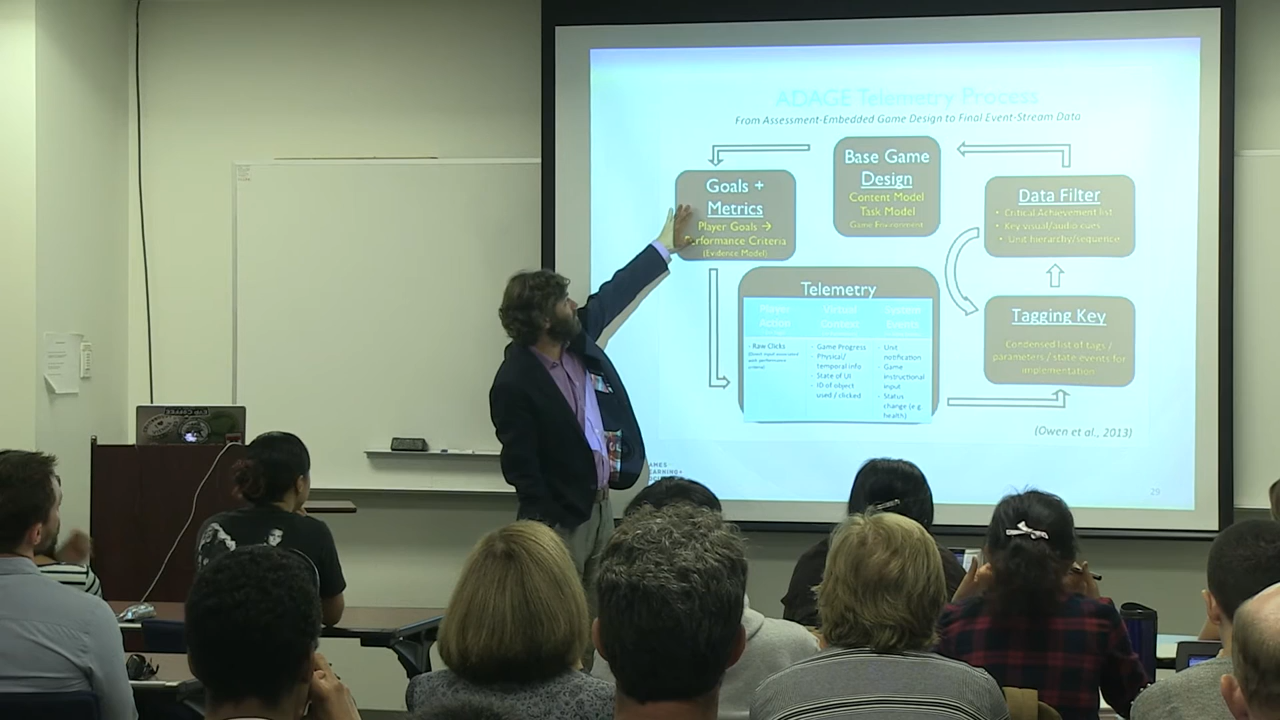 ADAGE Telemetry Process
From Assessment-Embedded Game Design to Final Event-Stream Data
Goals +
Metrics
Player Goals →
Performance Criteria
(Evidence Model)
Base Game
Design
Content Model
Task Model
Game Environment
Data Filter
• Critical Achievement list
• Key visual/audio cues
• Unit hierarchy/sequence
Telemetry
Player
Action
- Raw Clicks
Virtual
Context
- Game Progress
- Physical/
temporal info
- State of UI
- ID of object
used / clicked
System
Events
- Unit
notification
- Game
instructional
input
- Status
change (e.g.
health)
Tagging Key
Condensed list of tags /
parameters / state events for
implementation
(Owen et al., 2013)
29